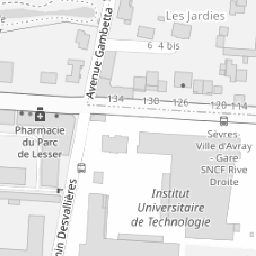 Les Jardies
Avenue Gambetta
6 4 bis
134 130 126 120-114
Pharmacie
du Parc
de Lesser
Sèvres-
Ville d'Avray
- Gare
SNCF Rive
Droite
Institut
Universitaire
de Technologie
Desvallières